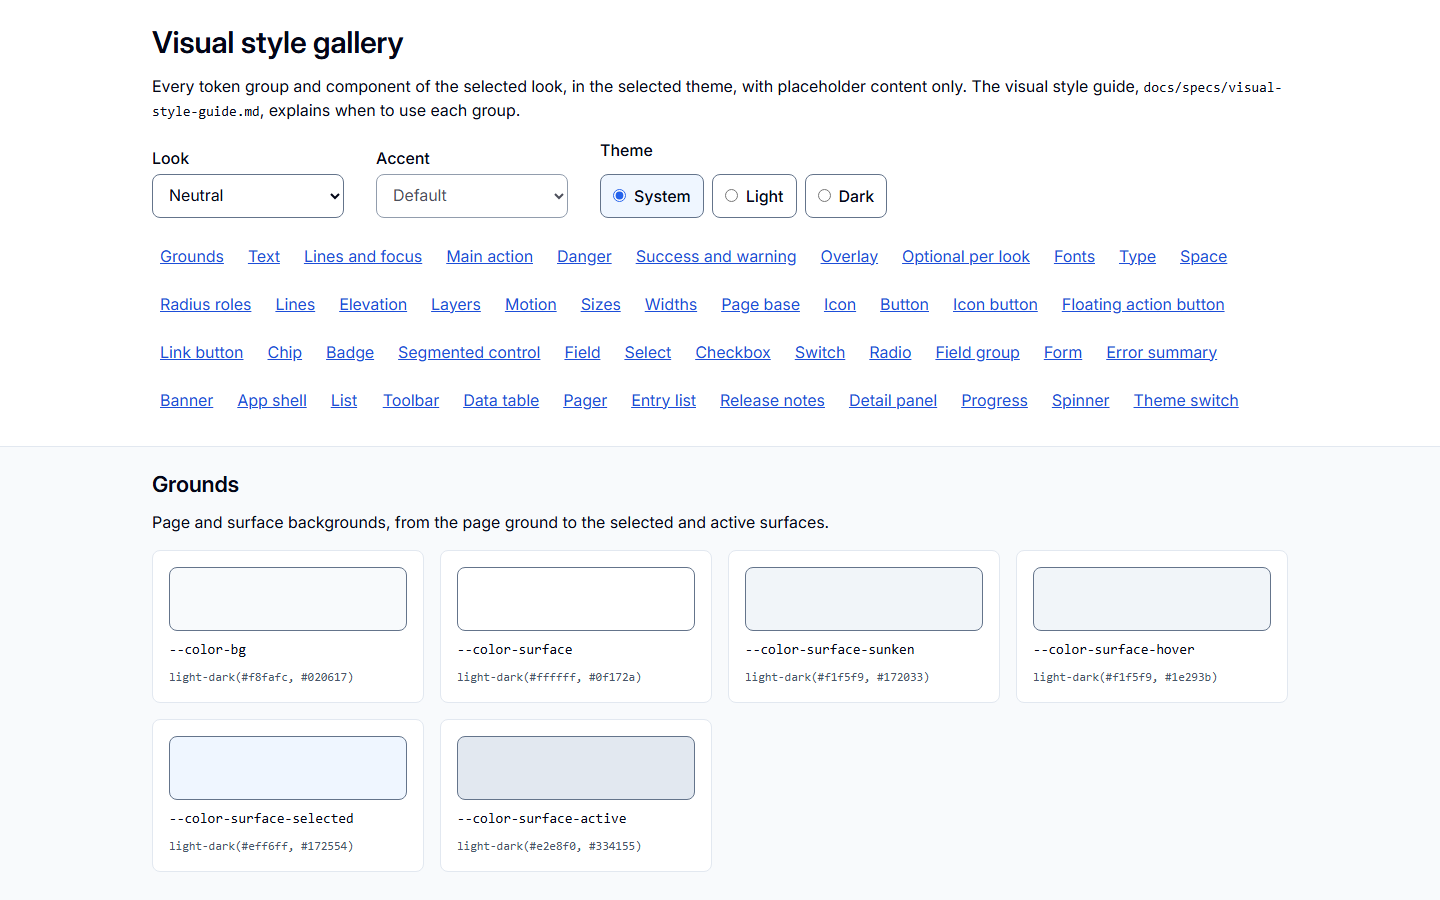 Visual style gallery
Every token group and component of the selected look, in the selected theme, with placeholder content only. The visual style guide, docs/specs/visual-
style-guide.md, explains when to use each group.
Look
Accent
Theme
Neutral
Default
System
Light
Dark
Grounds Text Lines and focus Main action Danger Success and warning Overlay Optional per look Fonts Type Space
Radius roles Lines Elevation Layers Motion Sizes Widths Page base Icon Button Icon button Floating action button
Link button Chip Badge Segmented control Field Select Checkbox Switch Radio Field group Form Error summary
Banner App shell List Toolbar Data table Pager Entry list Release notes Detail panel Progress Spinner Theme switch
Grounds
Page and surface backgrounds, from the page ground to the selected and active surfaces.
--color-bg
light-dark(#f8fafc, #020617)
--color-surface
light-dark(#ffffff, #0f172a)
--color-surface-sunken
light-dark(#f1f5f9, #172033)
--color-surface-hover
light-dark(#f1f5f9, #1e293b)
--color-surface-selected
light-dark(#eff6ff, #172554)
--color-surface-active
light-dark(#e2e8f0, #334155)